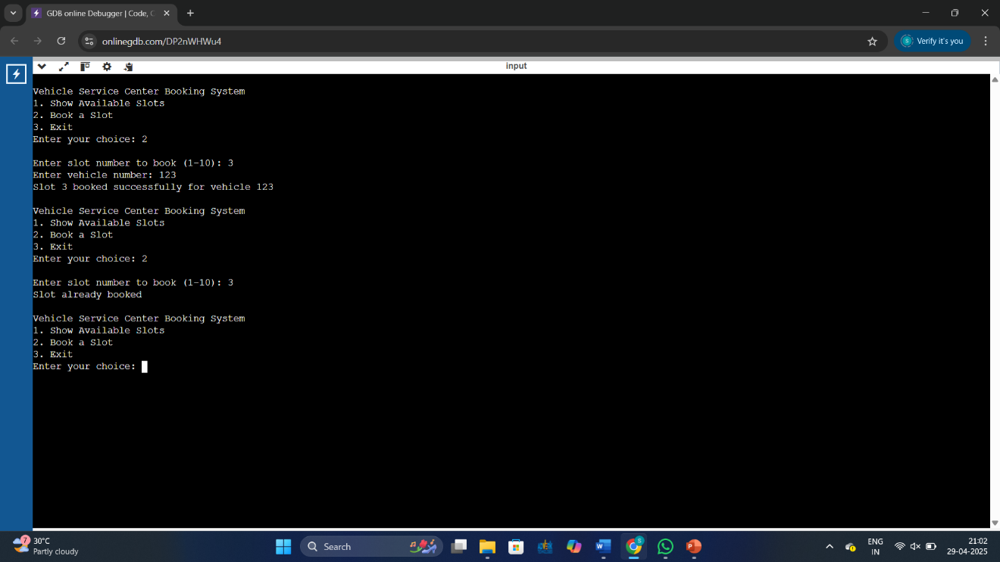 GDB online Debugger | Code, C
onlinegdb.com/DP2nWHWu4
S
Verify it's you
input
Vehicle Service Center Booking System
1. Show Available Slots
2. Book a Slot
3. Exit
Enter your choice: 2
Enter slot number to book (1-10): 3
Enter vehicle number: 123
Slot 3 booked successfully for vehicle 123
Vehicle Service Center Booking System
1. Show Available Slots
2. Book a Slot
3. Exit
Enter your choice: 2
Enter slot number to book (1-10): 3
Slot already booked
Vehicle Service Center Booking System
1. Show Available Slots
2. Book a Slot
3. Exit
Enter your choice:
7
30°C
Partly cloudy
Search
W
S
P
ENG
IN
21:02
29-04-2025